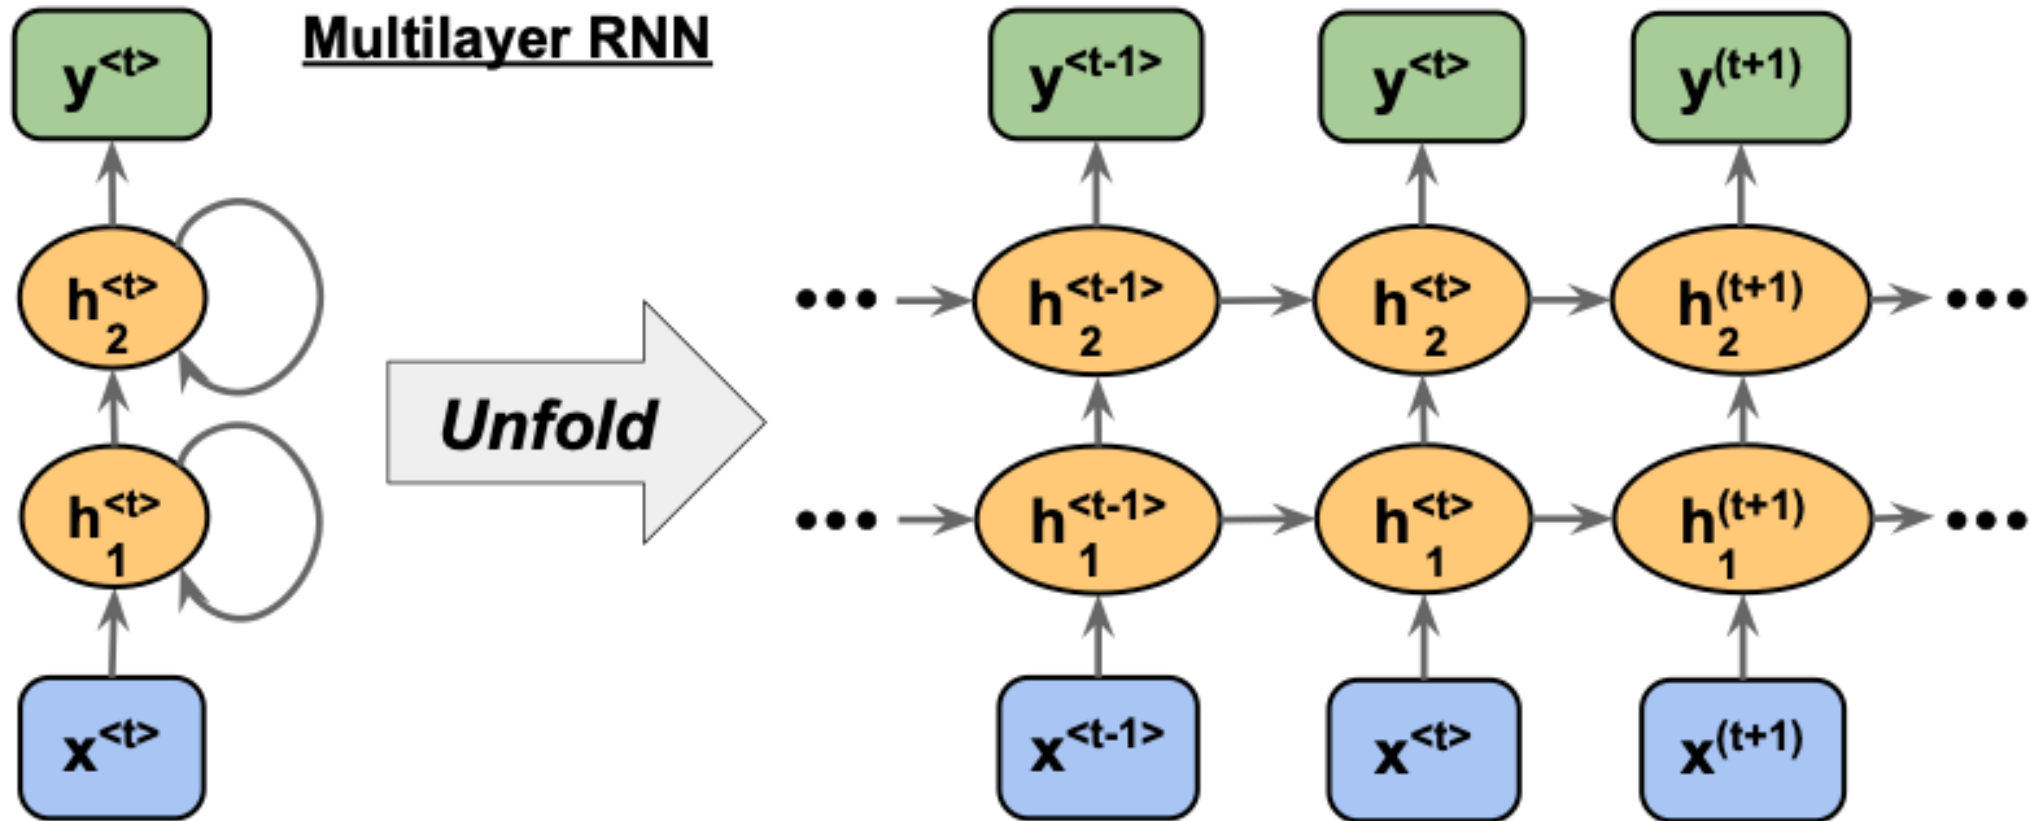 Multilayer RNN
y<t>
h<t>
2
h<t>
1
x<t>
Unfold
y<t-1> y<t> y(t+1)
••• h<t-1> h<t> h(t+1) •••
2 2 2
••• h<t-1> h<t> h(t+1) •••
1 1 1
x<t-1> x<t> x(t+1)